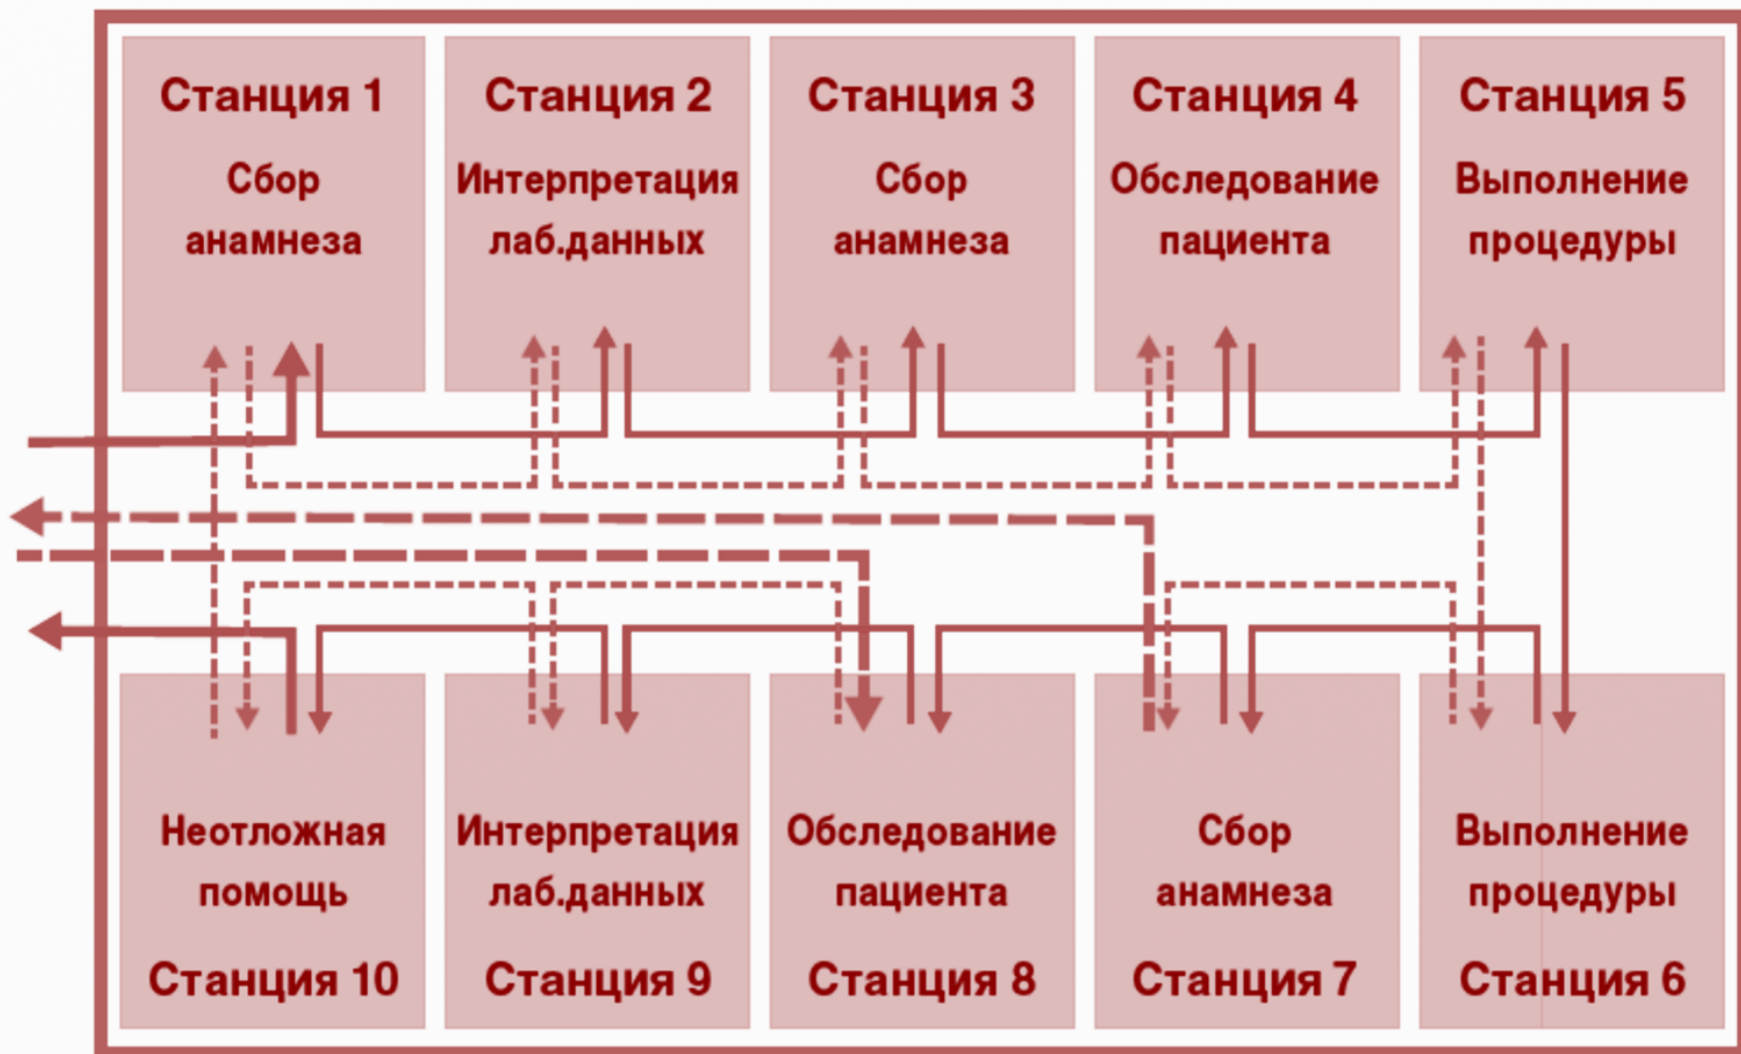 Станция 1
Сбор
анамнеза
Станция 2
Интерпретация
лаб.данных
Станция 3
Сбор
анамнеза
Станция 4
Обследование
пациента
Станция 5
Выполнение
процедуры
Неотложная
помощь
Станция 10
Интерпретация
лаб.данных
Станция 9
Обследование
пациента
Станция 8
Сбор
анамнеза
Станция 7
Выполнение
процедуры
Станция 6